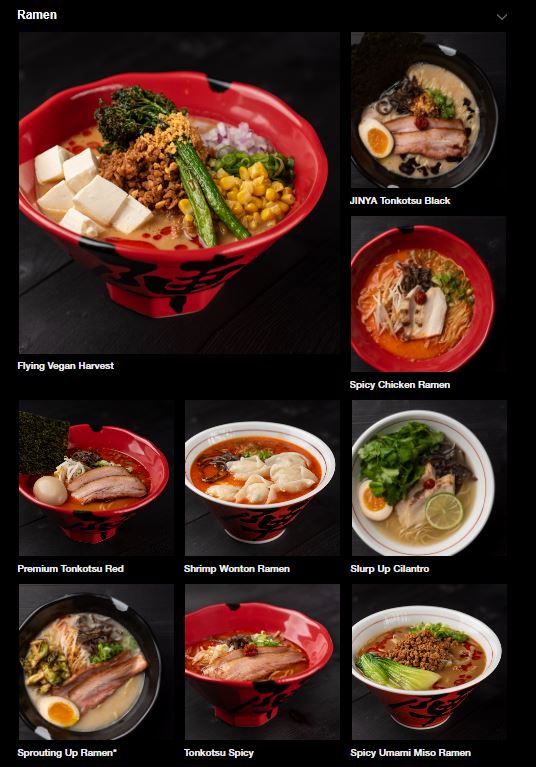 Ramen
Flying Vegan Harvest
JINYA Tonkotsu Black
Spicy Chicken Ramen
Premium Tonkotsu Red
Shrimp Wonton Ramen
Slurp Up Cilantro
Sprouting Up Ramen*
Tonkotsu Spicy
Spicy Umami Miso Ramen